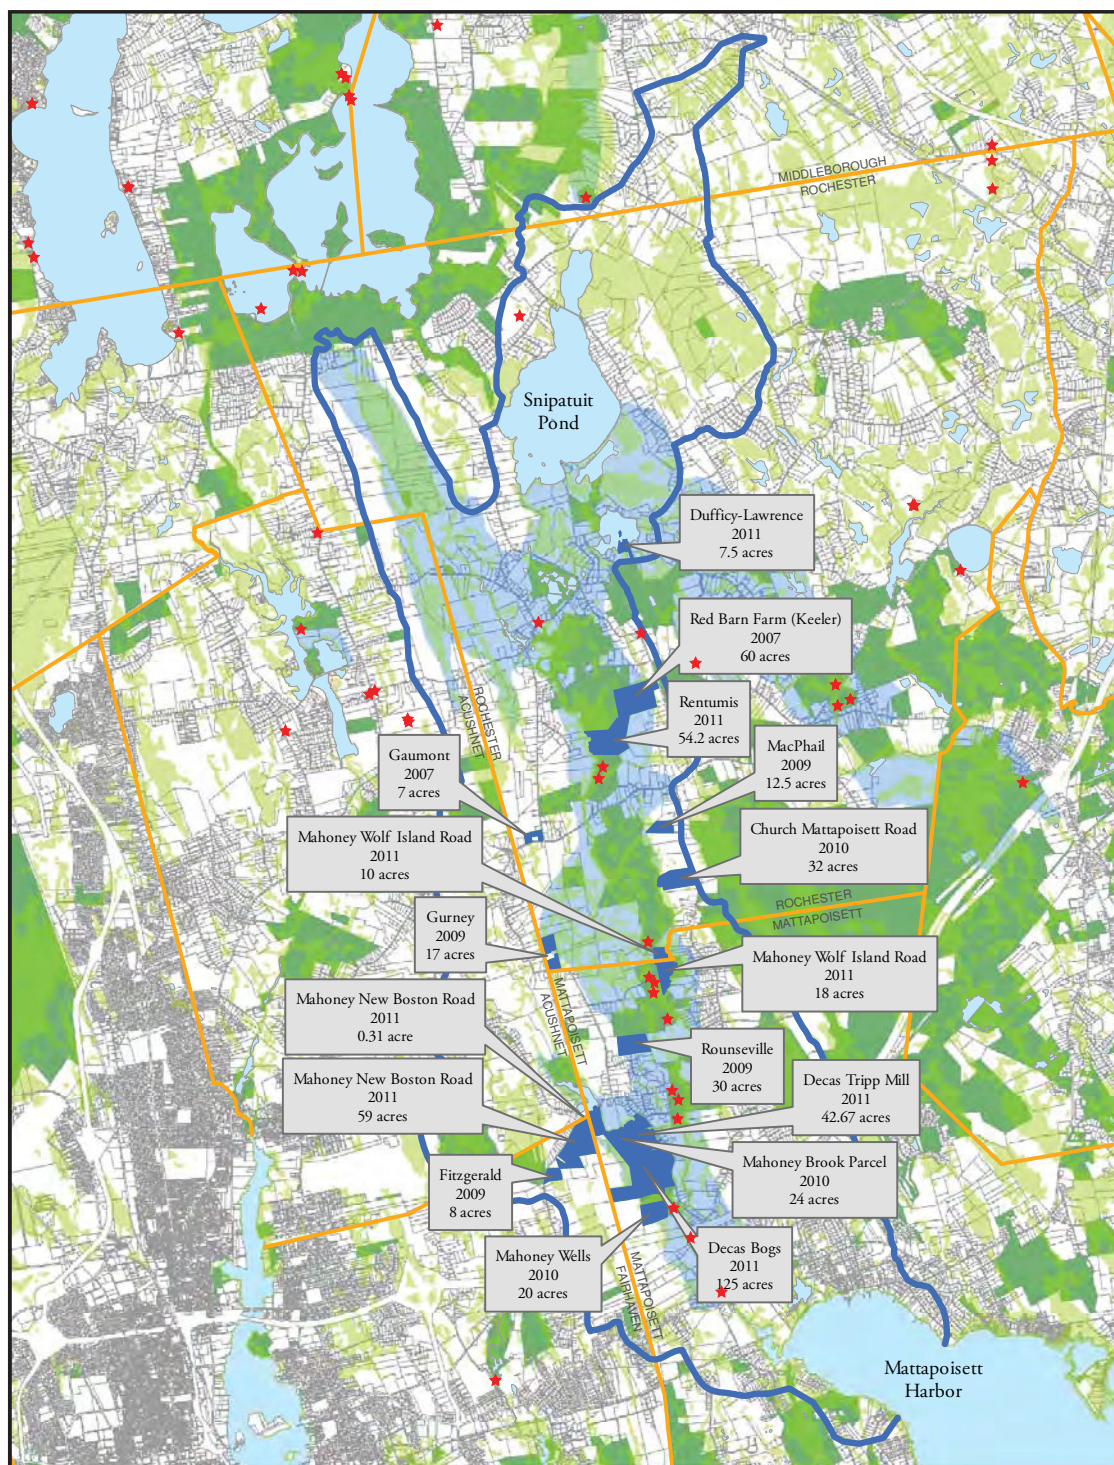 MIDDLEBOROUGH
ROCHESTER
Snipatuit
Pond
Dufficy-Lawrence
2011
7.5 acres
Red Barn Farm (Keeler)
2007
60 acres
ROCHESTER
ACUSHNET
Rentumis
2011
54.2 acres
Gaumont
2007
7 acres
MacPhail
2009
12.5 acres
Mahoney Wolf Island Road
2011
10 acres
Church Mattapoisett Road
2010
32 acres
ROCHESTER
MATTAPOISETT
Gurney
2009
17 acres
Mahoney Wolf Island Road
2011
18 acres
MATTAPOISETT
ACUSHNET
Mahoney New Boston Road
2011
0.31 acre
Rounseville
2009
30 acres
Mahoney New Boston Road
2011
59 acres
Decas Tripp Mill
2011
42.67 acres
Mahoney Brook Parcel
2010
24 acres
Fitzgerald
2009
8 acres
Mahoney Wells
2010
20 acres
Decas Bogs
2011
125 acres
MATTAPOISETT
FAIRHAVEN
Mattapoisett
Harbor